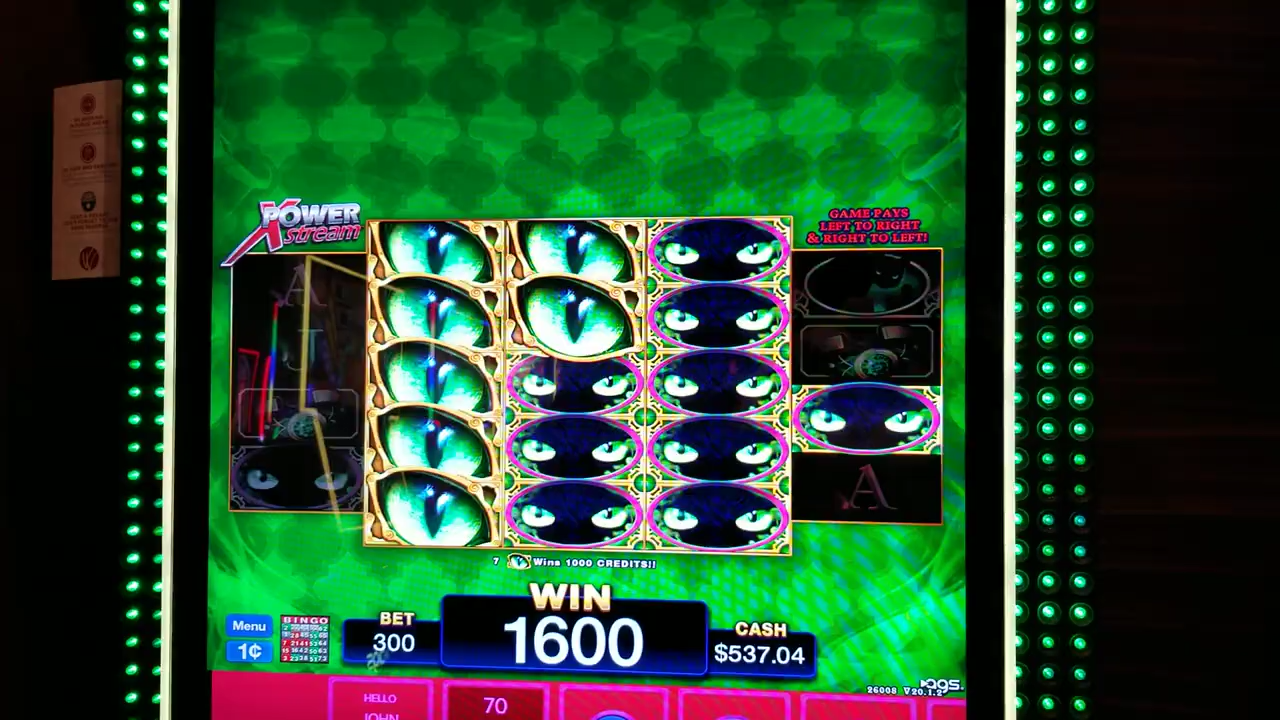 POWER
Xstream
GAME PAYS
LEFT TO RIGHT
& RIGHT TO LEFT!
A
J
A
7 Wins 1000 CREDITS!!
WIN
1600
BET
300
CASH
$537.04
Menu
1¢
BINGO
AGS
26008 V20.1.2
HELLO
JOHN
70